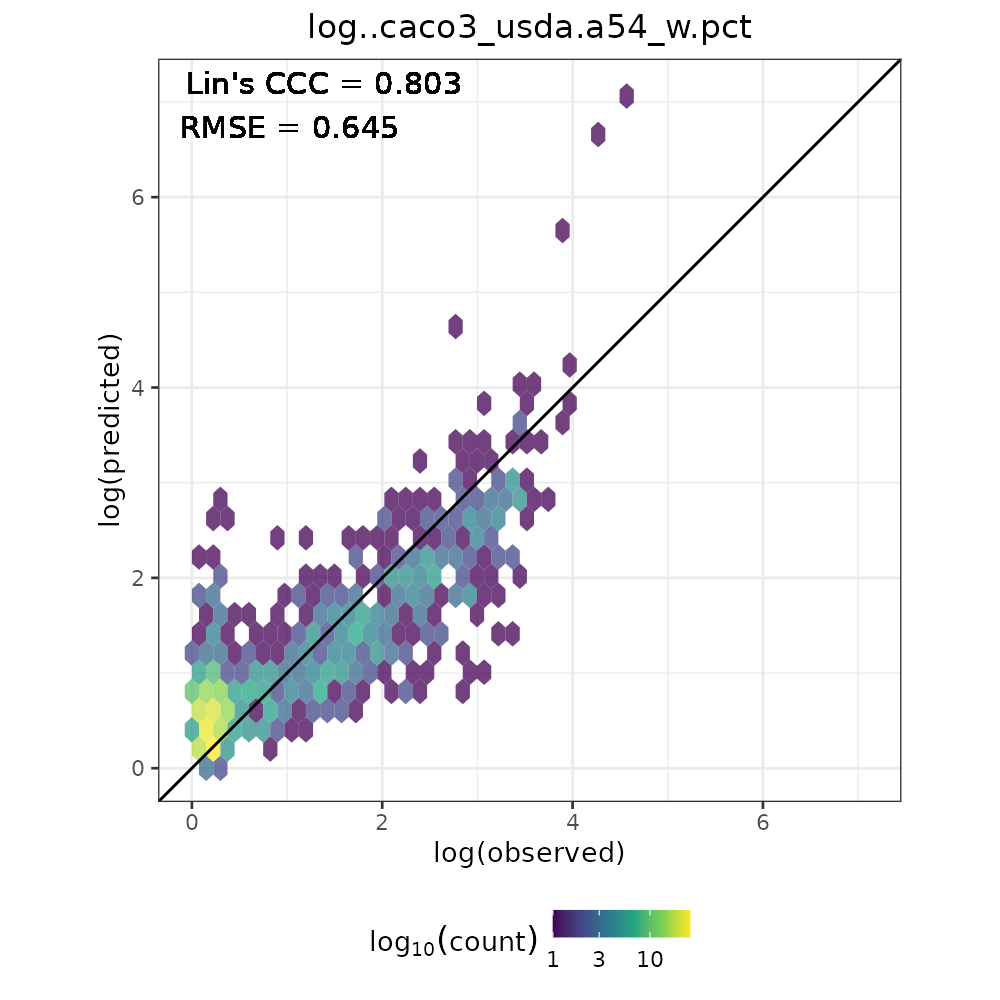 log..caco3_usda.a54_w.pct
Lin's CCC = 0.803
RMSE = 0.645
log(predicted)
6
4
2
0
0 2 4 6
log(observed)
log10(count)
1 3 10